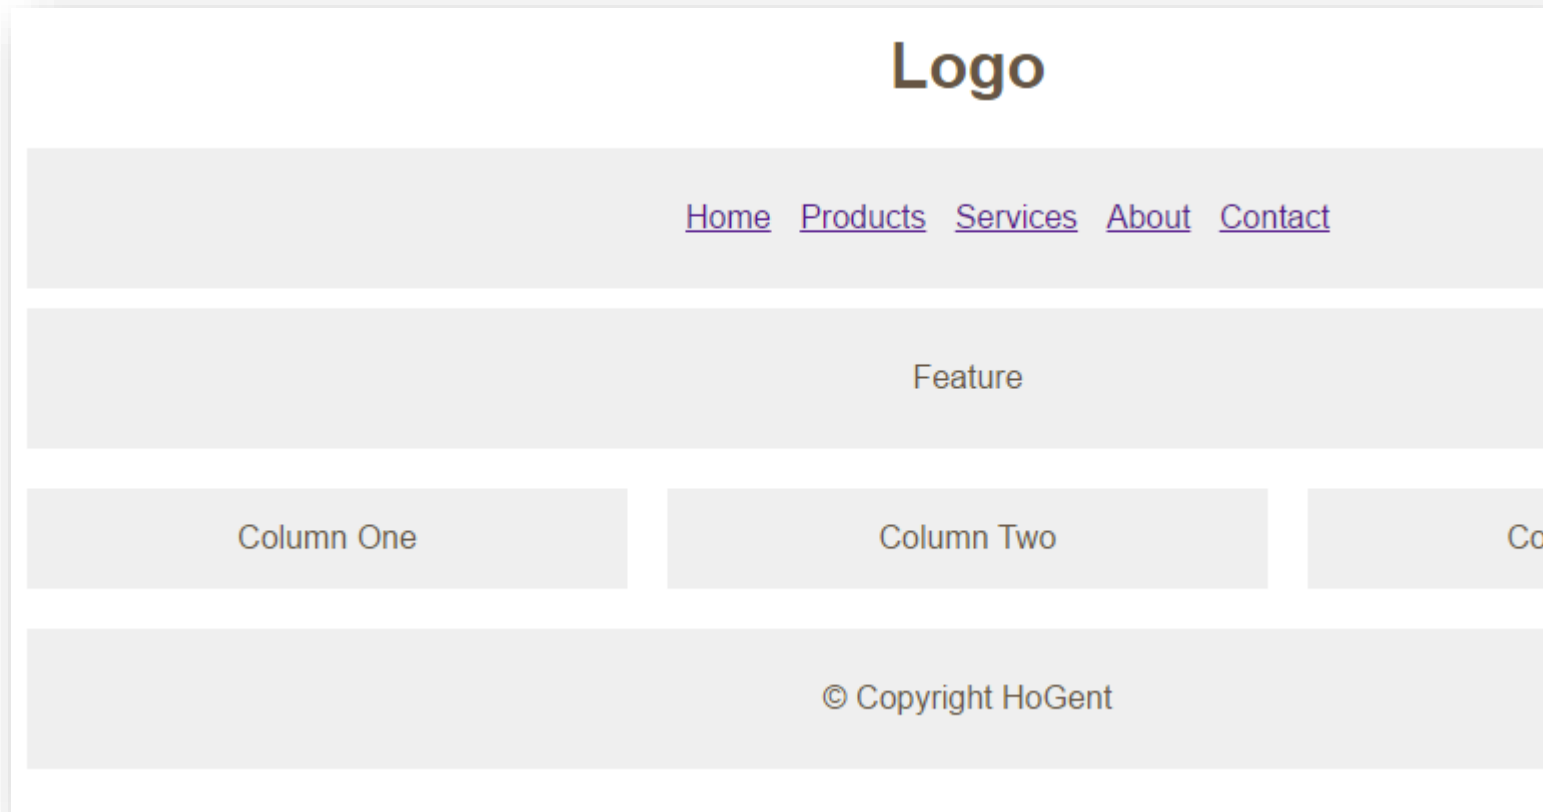 Logo
Home Products Services About Contact
Feature
Column One Column Two
© Copyright HoGent